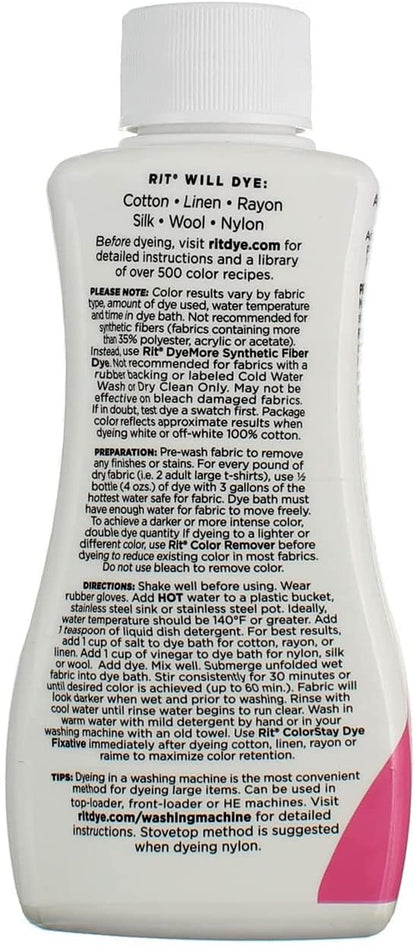 RIT® WILL DYE:
Cotton • Linen • Rayon
Silk • Wool • Nylon
Before dyeing, visit ritdye.com for
detailed instructions and a library
of over 500 color recipes.
PLEASE NOTE: Color results vary by fabric
type, amount of dye used, water temperature
and time in dye bath. Not recommended for
synthetic fibers (fabrics containing more
than 35% polyester, acrylic or acetate).
Instead, use Rit® DyeMore Synthetic Fiber
Dye. Not recommended for fabrics with a
rubber backing or labeled Cold Water
Wash or Dry Clean Only. May not be
effective on bleach damaged fabrics.
If in doubt, test dye a swatch first. Package
color reflects approximate results when
dyeing white or off-white 100% cotton.
PREPARATION: Pre-wash fabric to remove
any finishes or stains. For every pound of
dry fabric (i.e. 2 adult large t-shirts), use ½
bottle (4 ozs.) of dye with 3 gallons of the
hottest water safe for fabric. Dye bath must
have enough water for fabric to move freely.
To achieve a darker or more intense color,
double dye quantity If dyeing to a lighter or
different color, use Rit® Color Remover before
dyeing to reduce existing color in most fabrics.
Do not use bleach to remove color.
DIRECTIONS: Shake well before using. Wear
rubber gloves. Add HOT water to a plastic bucket,
stainless steel sink or stainless steel pot. Ideally,
water temperature should be 140°F or greater. Add
1 teaspoon of liquid dish detergent. For best results,
add 1 cup of salt to dye bath for cotton, rayon, or
linen. Add 1 cup of vinegar to dye bath for nylon, silk
or wool. Add dye. Mix well. Submerge unfolded wet
fabric into dye bath. Stir consistently for 30 minutes or
until desired color is achieved (up to 60 min.). Fabric will
look darker when wet and prior to washing. Rinse with
cool water until rinse water begins to run clear. Wash in
warm water with mild detergent by hand or in your
washing machine with an old towel. Use Rit® ColorStay Dye
Fixative immediately after dyeing cotton, linen, rayon or
raime to maximize color retention.
TIPS: Dyeing in a washing machine is the most convenient
method for dyeing large items. Can be used in
top-loader, front-loader or HE machines. Visit
ritdye.com/washingmachine for detailed
instructions. Stovetop method is suggested
when dyeing nylon.